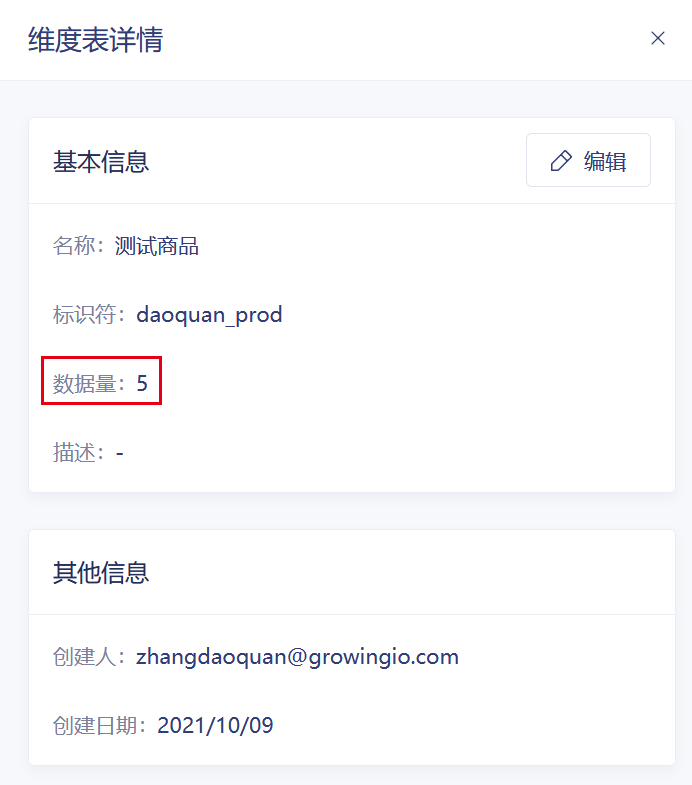 维度表详情
基本信息
编辑
名称：测试商品
标识符：daoquan_prod
数据量：5
描述：-
其他信息
创建人：zhangdaoquan@growingio.com
创建日期：2021/10/09